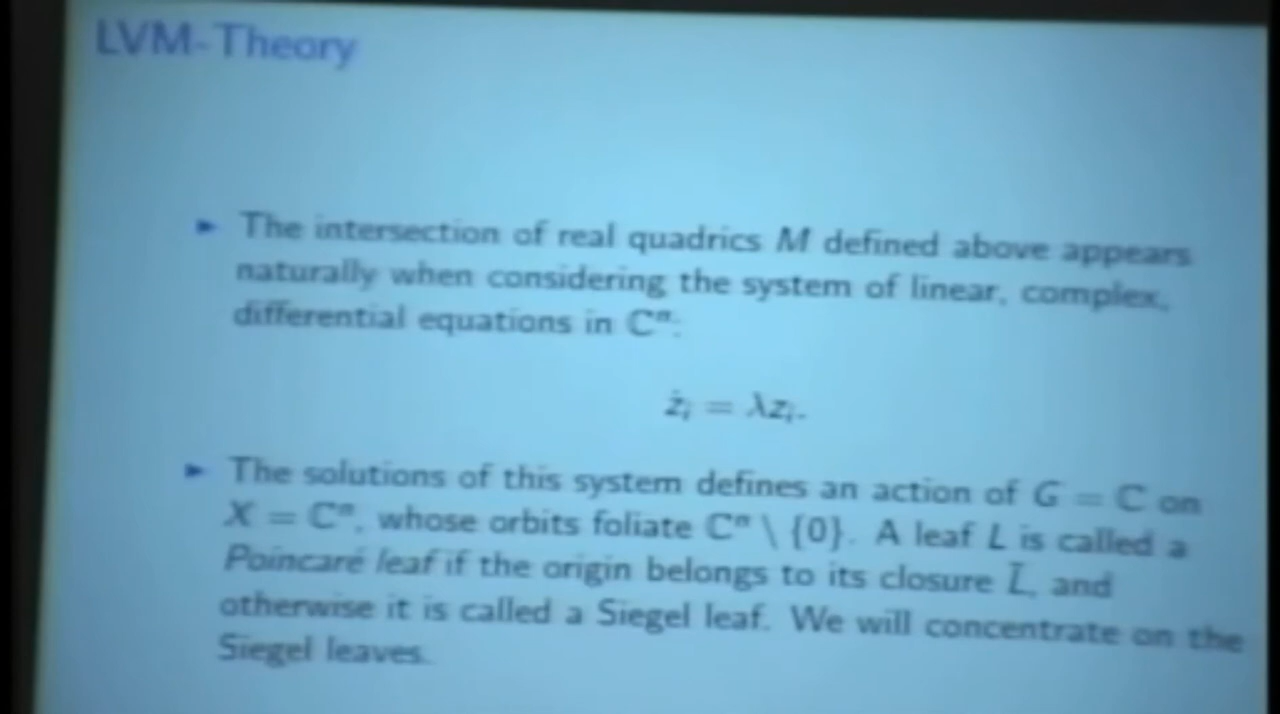 LVM-Theory
► The intersection of real quadrics M defined above appears
naturally when considering the system of linear, complex,
differential equations in Cⁿ:
żᵢ = λzᵢ.
► The solutions of this system defines an action of G = C on
X = Cⁿ, whose orbits foliate Cⁿ \ {0}. A leaf L is called a
Poincaré leaf if the origin belongs to its closure L̄, and
otherwise it is called a Siegel leaf. We will concentrate on the
Siegel leaves.